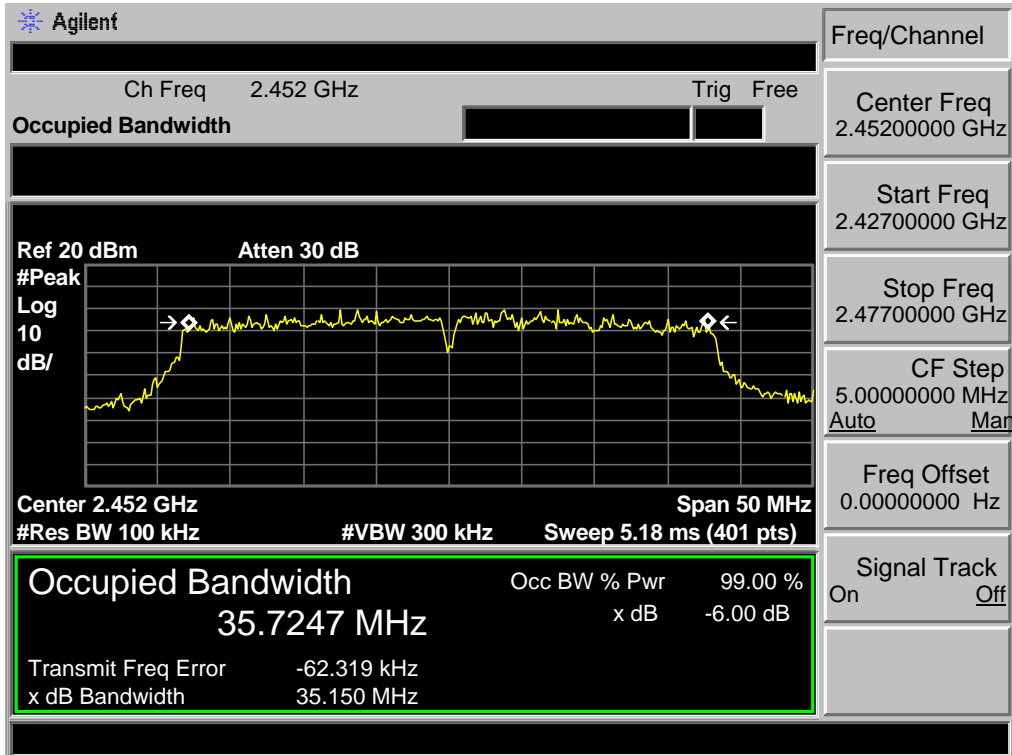 Agilent
Freq/Channel
Ch Freq 2.452 GHz Trig Free
Occupied Bandwidth
Center Freq
2.45200000 GHz
Start Freq
2.42700000 GHz
Ref 20 dBm Atten 30 dB
#Peak
Log
10
dB/
Stop Freq
2.47700000 GHz
CF Step
5.00000000 MHz
Auto Man
Freq Offset
0.00000000 Hz
Center 2.452 GHz Span 50 MHz
#Res BW 100 kHz #VBW 300 kHz Sweep 5.18 ms (401 pts)
Signal Track
On Off
Occupied Bandwidth Occ BW % Pwr 99.00 %
35.7247 MHz x dB -6.00 dB
Transmit Freq Error -62.319 kHz
x dB Bandwidth 35.150 MHz